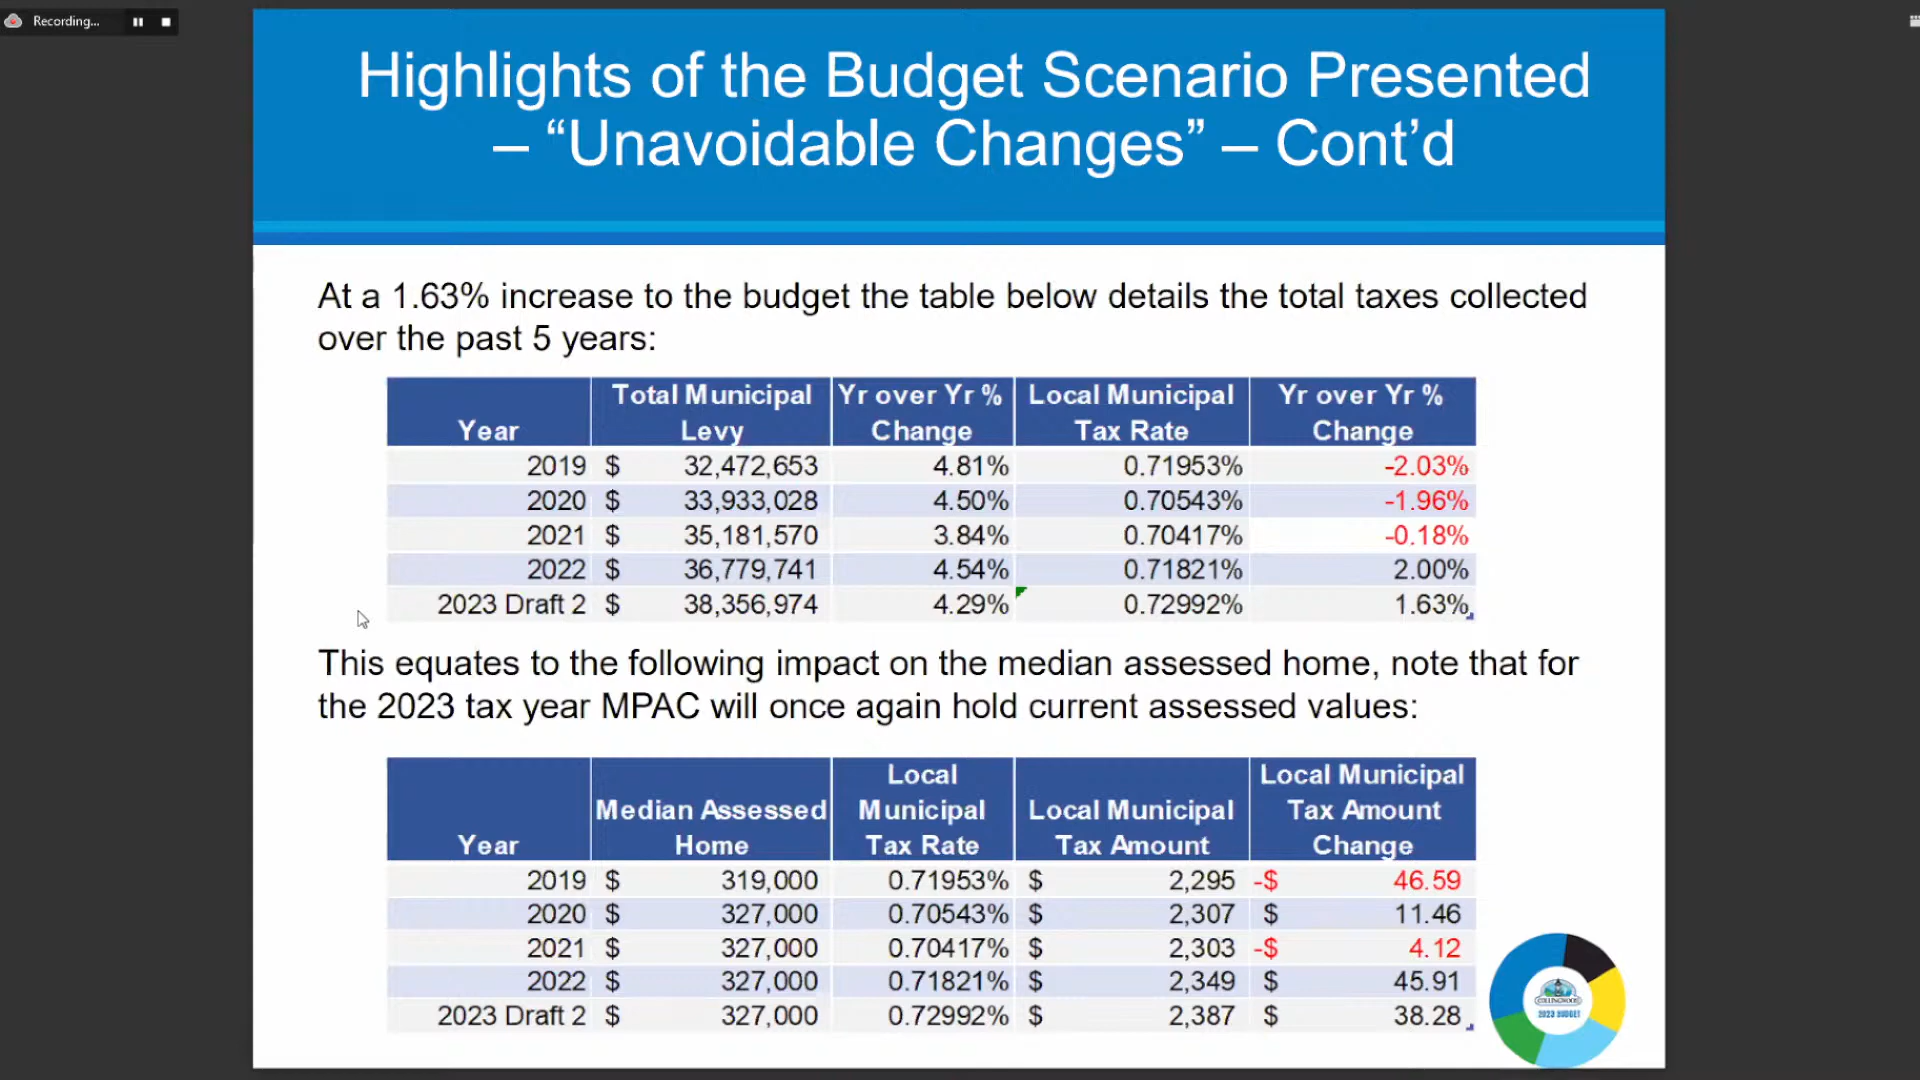 Recording...
Highlights of the Budget Scenario Presented
– “Unavoidable Changes” – Cont’d
At a 1.63% increase to the budget the table below details the total taxes collected
over the past 5 years:
Year Total Municipal Levy Yr over Yr % Change Local Municipal Tax Rate Yr over Yr % Change
2019 $ 32,472,653 4.81% 0.71953% -2.03%
2020 $ 33,933,028 4.50% 0.70543% -1.96%
2021 $ 35,181,570 3.84% 0.70417% -0.18%
2022 $ 36,779,741 4.54% 0.71821% 2.00%
2023 Draft 2 $ 38,356,974 4.29% 0.72992% 1.63%
This equates to the following impact on the median assessed home, note that for
the 2023 tax year MPAC will once again hold current assessed values:
Year Median Assessed Home Local Municipal Tax Rate Local Municipal Tax Amount Local Municipal Tax Amount Change
2019 $ 319,000 0.71953% $ 2,295 -$ 46.59
2020 $ 327,000 0.70543% $ 2,307 $ 11.46
2021 $ 327,000 0.70417% $ 2,303 -$ 4.12
2022 $ 327,000 0.71821% $ 2,349 $ 45.91
2023 Draft 2 $ 327,000 0.72992% $ 2,387 $ 38.28
COLLINGWOOD
2023 BUDGET